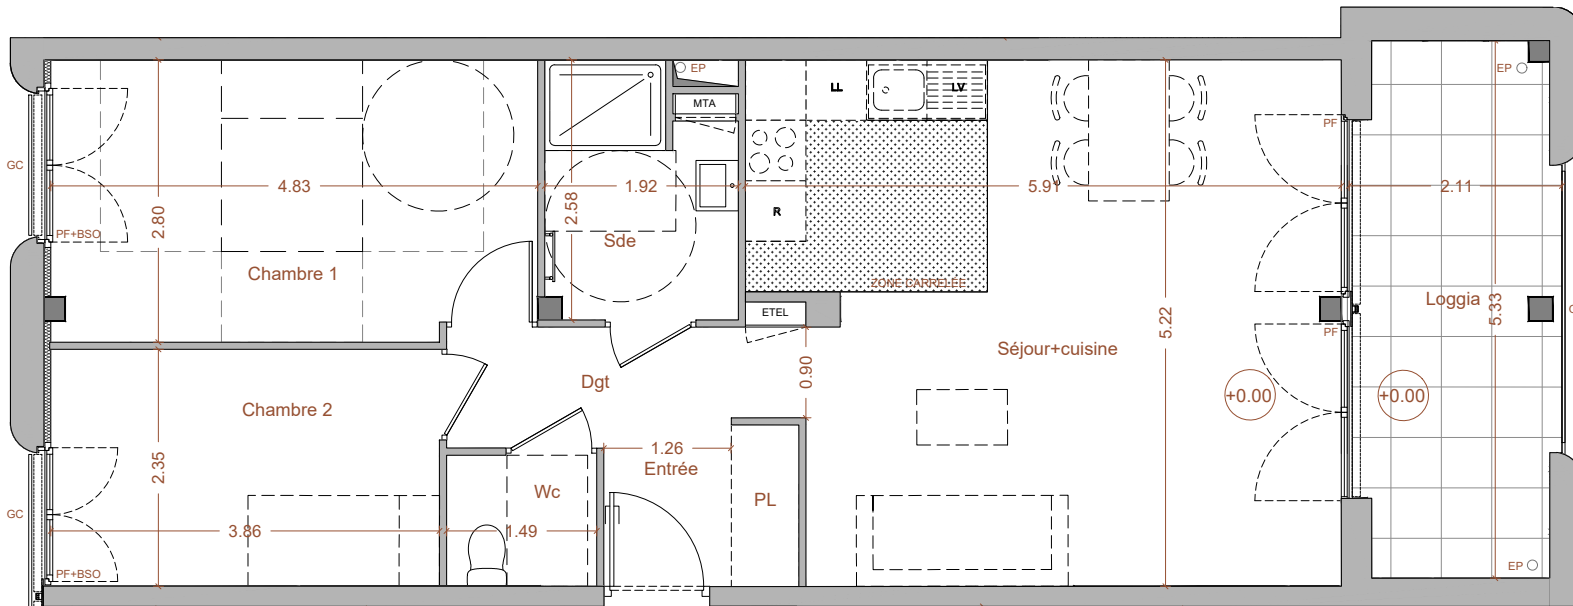 EP
MTA
LL
LV
EP
PF
GC
4.83
1.92
5.91
2.11
2.80
2.58
R
PF+BSO
Sde
Chambre 1
ZONE CARRELÉE
ETEL
Loggia
5.33
5.22
PF
Séjour+cuisine
0.90
Dgt
+0.00
+0.00
Chambre 2
1.26
Entrée
2.35
Wc
PL
GC
3.86
1.49
PF+BSO
EP